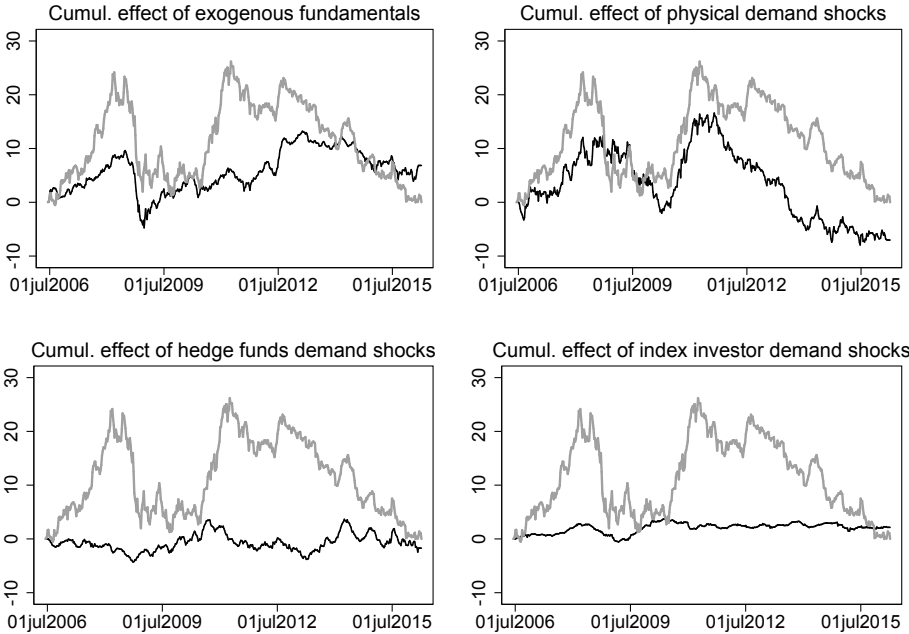 Cumul. effect of exogenous fundamentals
30
20
10
0
-10
01jul2006 01jul2009 01jul2012 01jul2015
Cumul. effect of physical demand shocks
30
20
10
0
-10
01jul2006 01jul2009 01jul2012 01jul2015
Cumul. effect of hedge funds demand shocks
30
20
10
0
-10
01jul2006 01jul2009 01jul2012 01jul2015
Cumul. effect of index investor demand shocks
30
20
10
0
-10
01jul2006 01jul2009 01jul2012 01jul2015